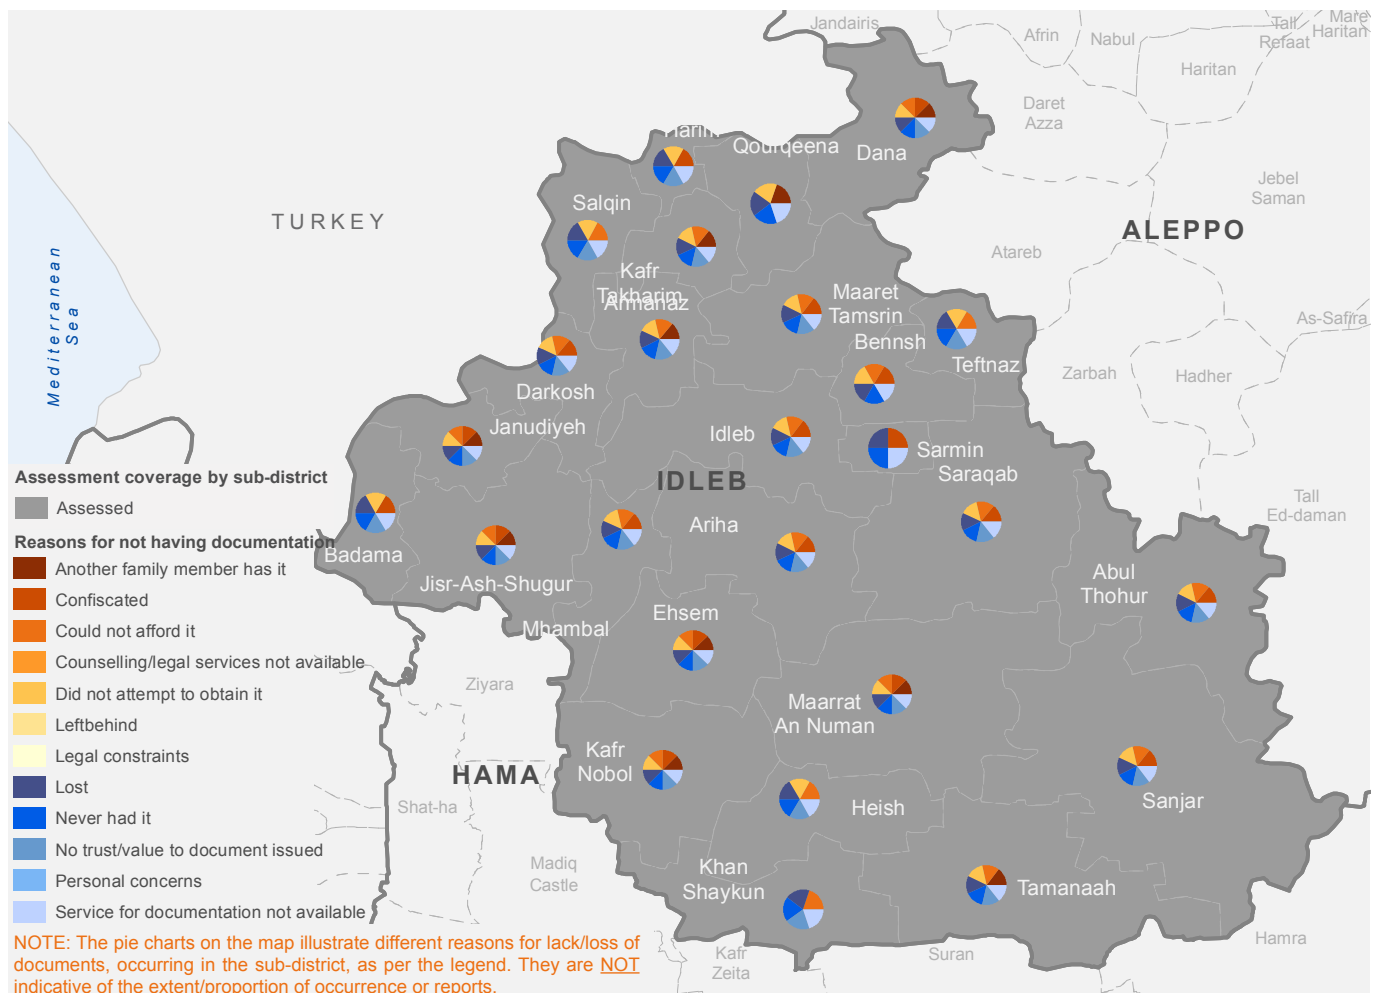 Jandairis
Afrin
Nabul
Tall
Refaat
Mare
Haritan
Haritan
Daret
Azza
Jebel
Saman
ALEPPO
Atareb
As-Safira
Zarbah
Hadher
Tall
Ed-daman
TURKEY
Mediterranean
Sea
Harim
Qourqeena
Dana
Salqin
Kafr
Takharim
Armanaz
Maaret
Tamsrin
Bennsh
Teftnaz
Darkosh
Janudiyeh
Idleb
Sarmin
Saraqab
IDLEB
Ariha
Badama
Jisr-Ash-Shugur
Abul
Thohur
Ehsem
Mhambal
Ziyara
Maarrat
An Numan
Kafr
Nobol
HAMA
Shat-ha
Heish
Sanjar
Madiq
Castle
Khan
Shaykun
Tamanaah
Kafr
Zeita
Suran
Hamra
Assessment coverage by sub-district
Assessed
Reasons for not having documentation
Another family member has it
Confiscated
Could not afford it
Counselling/legal services not available
Did not attempt to obtain it
Leftbehind
Legal constraints
Lost
Never had it
No trust/value to document issued
Personal concerns
Service for documentation not available
NOTE: The pie charts on the map illustrate different reasons for lack/loss of
documents, occurring in the sub-district, as per the legend. They are NOT
indicative of the extent/proportion of occurrence or reports.